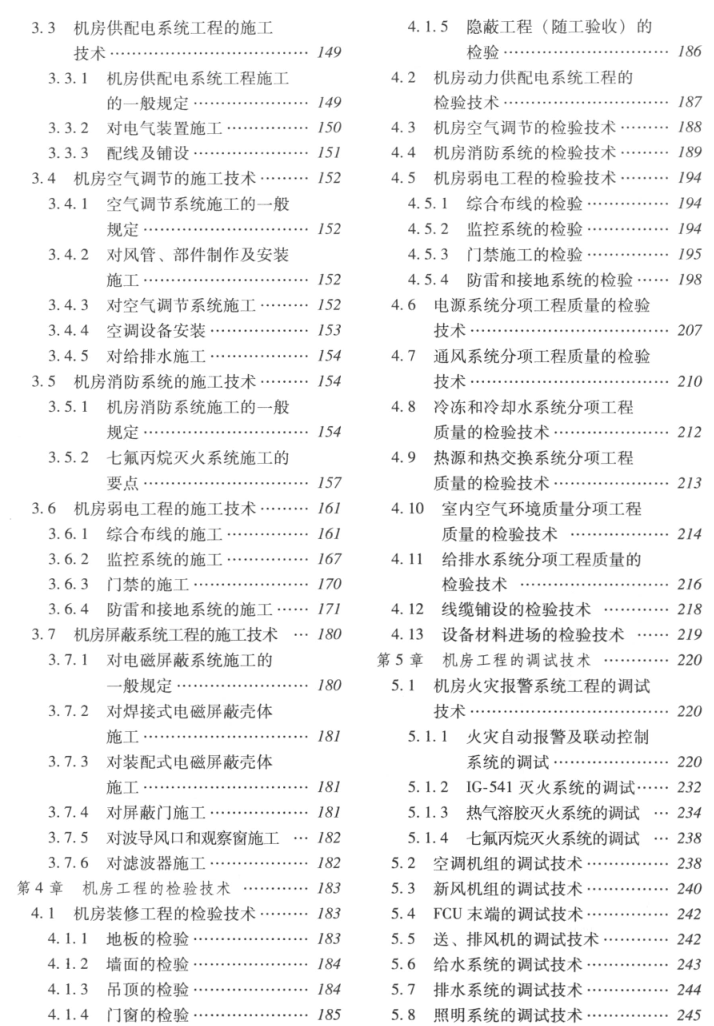 3.3 机房供配电系统工程的施工
技术 …………………………… 149
3.3.1 机房供配电系统工程施工
的一般规定 ………………… 149
3.3.2 对电气装置施工 …………… 150
3.3.3 配线及铺设 ………………… 151
3.4 机房空气调节的施工技术 ……… 152
3.4.1 空气调节系统施工的一般
规定 ………………………… 152
3.4.2 对风管、部件制作及安装
施工 ………………………… 152
3.4.3 对空气调节系统施工 ……… 152
3.4.4 空调设备安装 ……………… 153
3.4.5 对给排水施工 ……………… 154
3.5 机房消防系统的施工技术 ……… 154
3.5.1 机房消防系统施工的一般
规定 ………………………… 154
3.5.2 七氟丙烷灭火系统施工的
要点 ………………………… 157
3.6 机房弱电工程的施工技术 ……… 161
3.6.1 综合布线的施工 …………… 161
3.6.2 监控系统的施工 …………… 167
3.6.3 门禁的施工 ………………… 170
3.6.4 防雷和接地系统的施工 …… 171
3.7 机房屏蔽系统工程的施工技术 … 180
3.7.1 对电磁屏蔽系统施工的
一般规定 …………………… 180
3.7.2 对焊接式电磁屏蔽壳体
施工 ………………………… 181
3.7.3 对装配式电磁屏蔽壳体
施工 ………………………… 181
3.7.4 对屏蔽门施工 ……………… 181
3.7.5 对波导风口和观察窗施工 … 182
3.7.6 对滤波器施工 ……………… 182
第4章 机房工程的检验技术 ………… 183
4.1 机房装修工程的检验技术 ……… 183
4.1.1 地板的检验 ………………… 183
4.1.2 墙面的检验 ………………… 184
4.1.3 吊顶的检验 ………………… 184
4.1.4 门窗的检验 ………………… 185
4.1.5 隐蔽工程（随工验收）的
检验 ………………………… 186
4.2 机房动力供配电系统工程的
检验技术 ……………………… 187
4.3 机房空气调节的检验技术 ……… 188
4.4 机房消防系统的检验技术 ……… 189
4.5 机房弱电工程的检验技术 ……… 194
4.5.1 综合布线的检验 …………… 194
4.5.2 监控系统的检验 …………… 194
4.5.3 门禁施工的检验 …………… 195
4.5.4 防雷和接地系统的检验 …… 198
4.6 电源系统分项工程质量的检验
技术 …………………………… 207
4.7 通风系统分项工程质量的检验
技术 …………………………… 210
4.8 冷冻和冷却水系统分项工程
质量的检验技术 ……………… 212
4.9 热源和热交换系统分项工程
质量的检验技术 ……………… 213
4.10 室内空气环境质量分项工程
质量的检验技术 ……………… 214
4.11 给排水系统分项工程质量的
检验技术 ……………………… 216
4.12 线缆铺设的检验技术 ………… 218
4.13 设备材料进场的检验技术 …… 219
第5章 机房工程的调试技术 ………… 220
5.1 机房火灾报警系统工程的调试
技术 …………………………… 220
5.1.1 火灾自动报警及联动控制
系统的调试 ………………… 220
5.1.2 IG-541 灭火系统的调试 …… 232
5.1.3 热气溶胶灭火系统的调试 … 234
5.1.4 七氟丙烷灭火系统的调试 … 238
5.2 空调机组的调试技术 ………… 238
5.3 新风机组的调试技术 ………… 240
5.4 FCU 末端的调试技术 ………… 242
5.5 送、排风机的调试技术 ……… 242
5.6 给水系统的调试技术 ………… 243
5.7 排水系统的调试技术 ………… 244
5.8 照明系统的调试技术 ………… 245